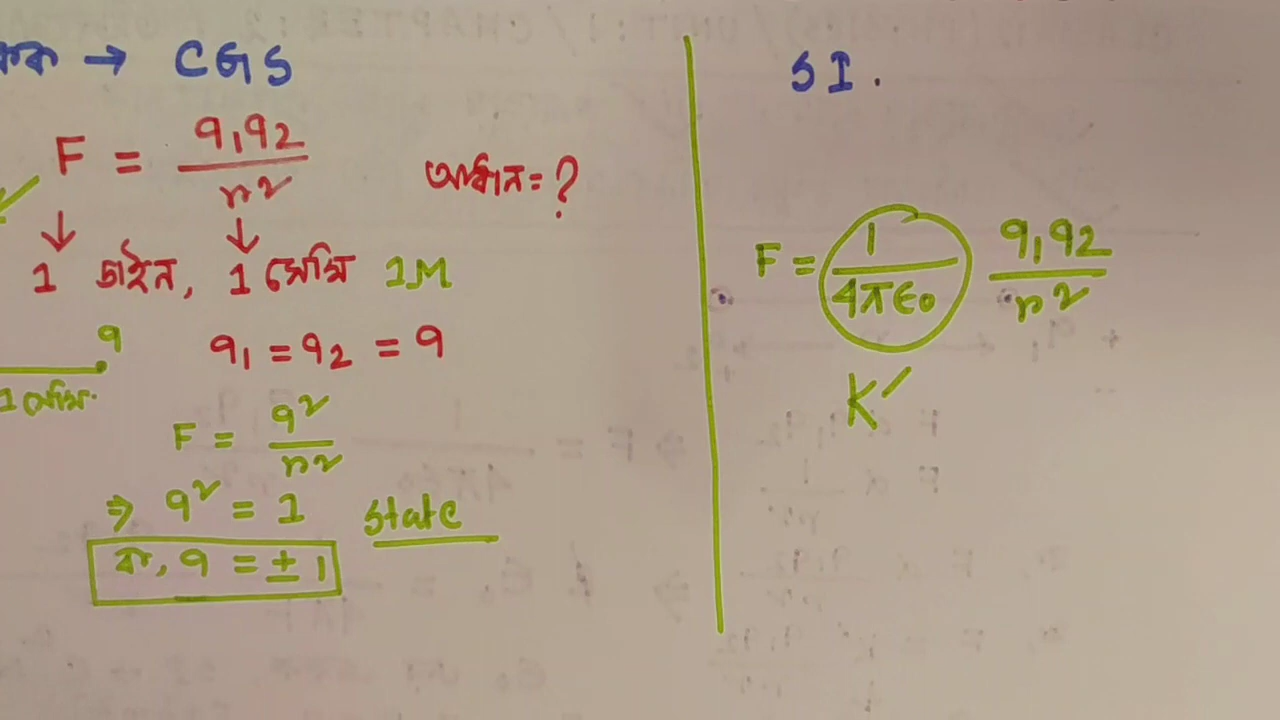 → CGS
F = q₁q₂/r²
আধান = ?
↓ ↓
1 ডাইন, 1 সেমি 1M
q
q₁ = q₂ = q
1 সেমি.
F = q²/r²
⇒ q² = 1 state
বা, q = ± 1
SI.
F = 1/4πϵ₀ q₁q₂/r²
K′